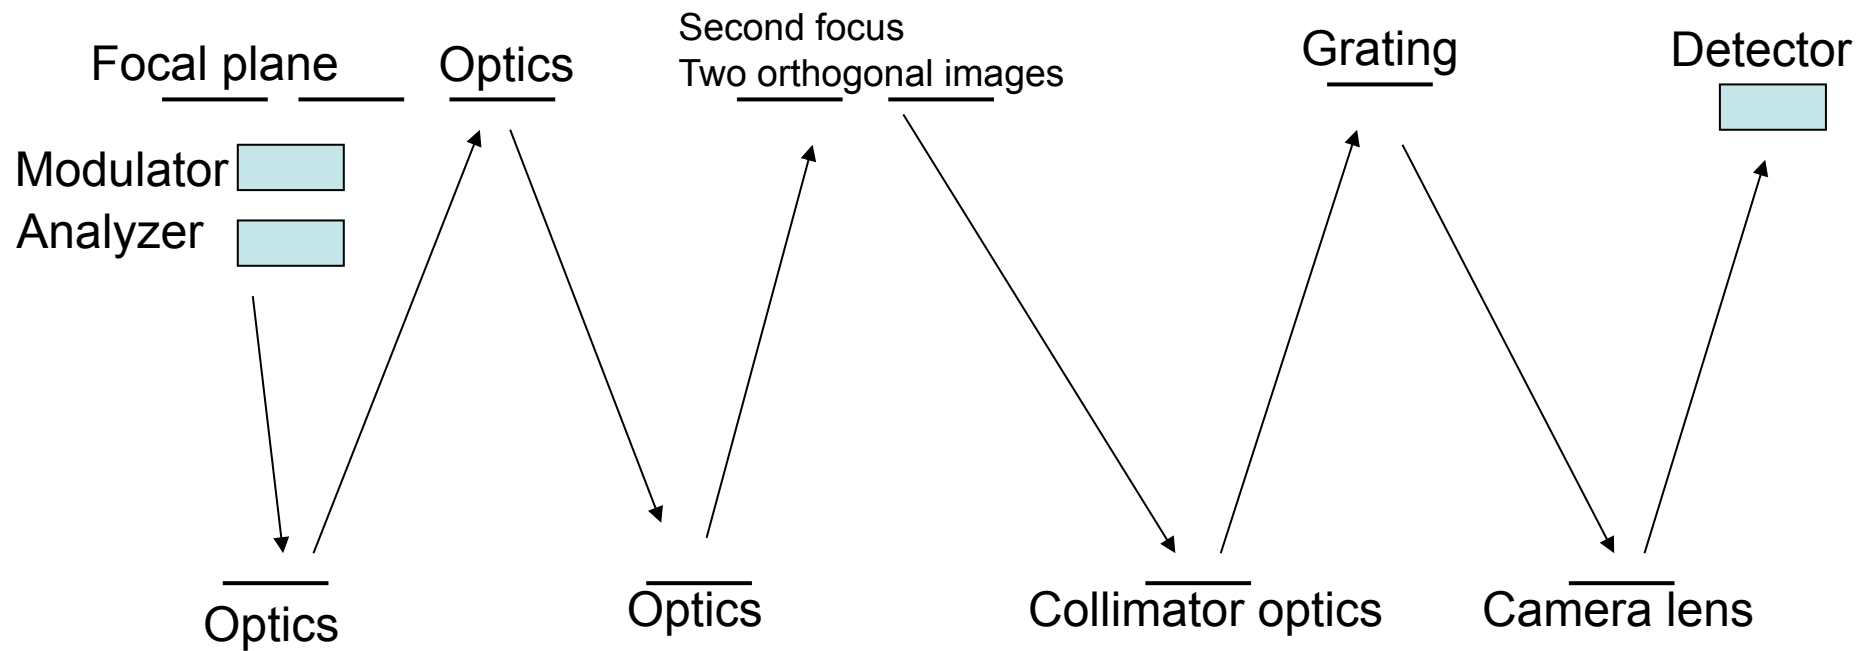 Focal plane
Optics
Second focus
Two orthogonal images
Grating
Detector
Modulator
Analyzer
Optics
Optics
Collimator optics
Camera lens